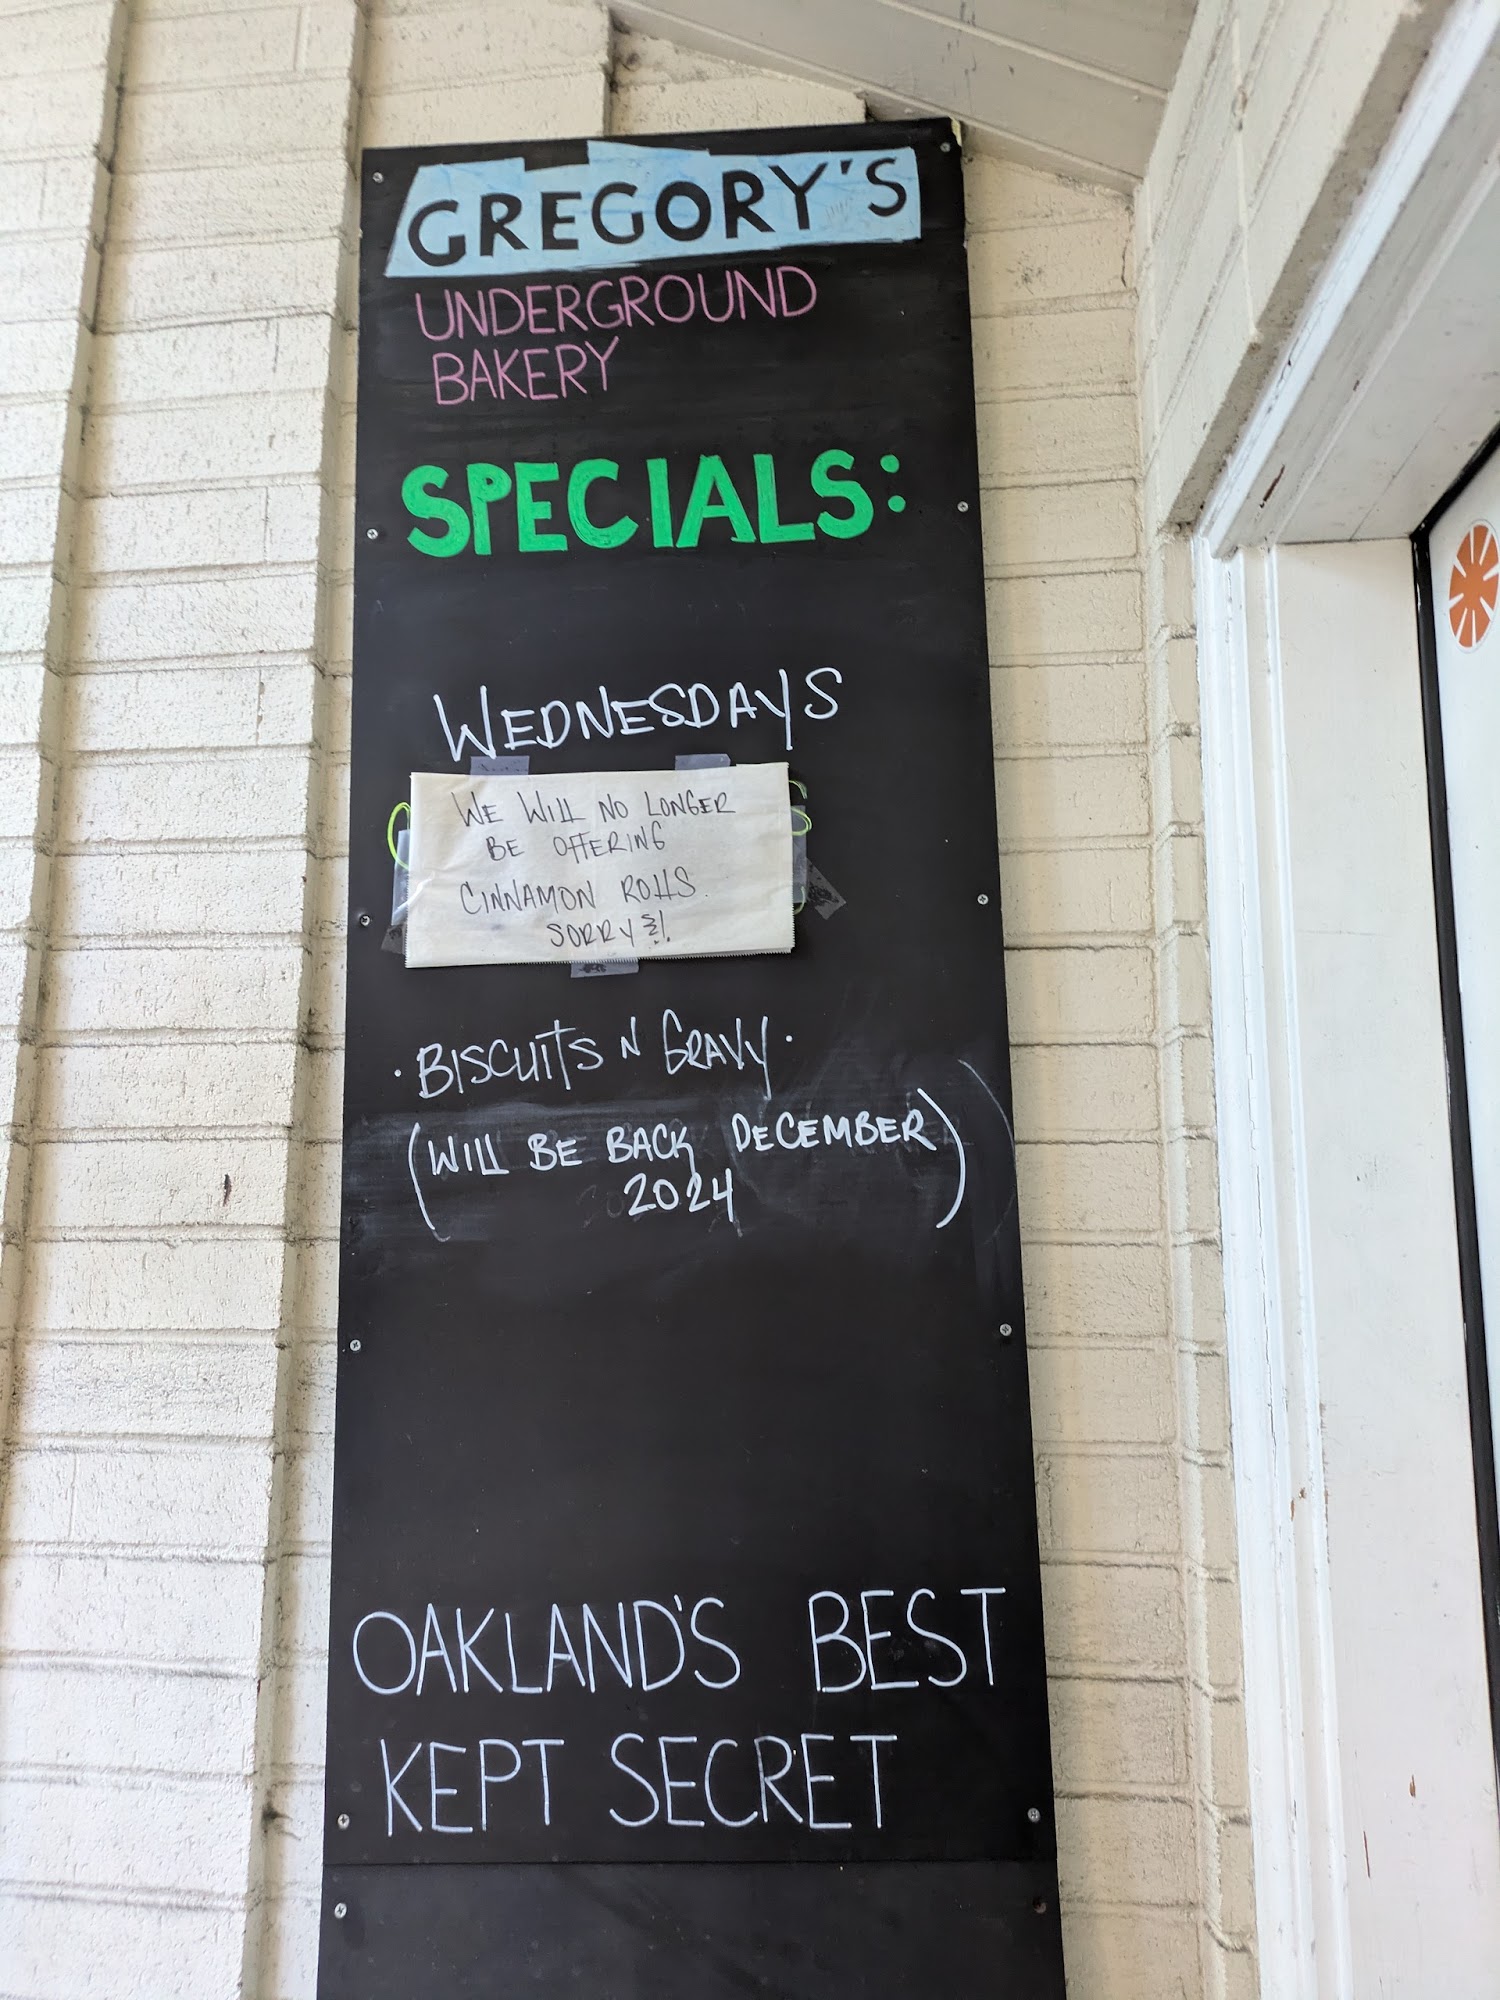 GREGORY'S
UNDERGROUND
BAKERY
SPECIALS:
WEDNESDAYS
WE WILL NO LONGER
BE OFFERING
CINNAMON ROLLS.
SORRY!
· BISCUITS N GRAVY ·
(WILL BE BACK DECEMBER
2024)
OAKLAND'S BEST
KEPT SECRET